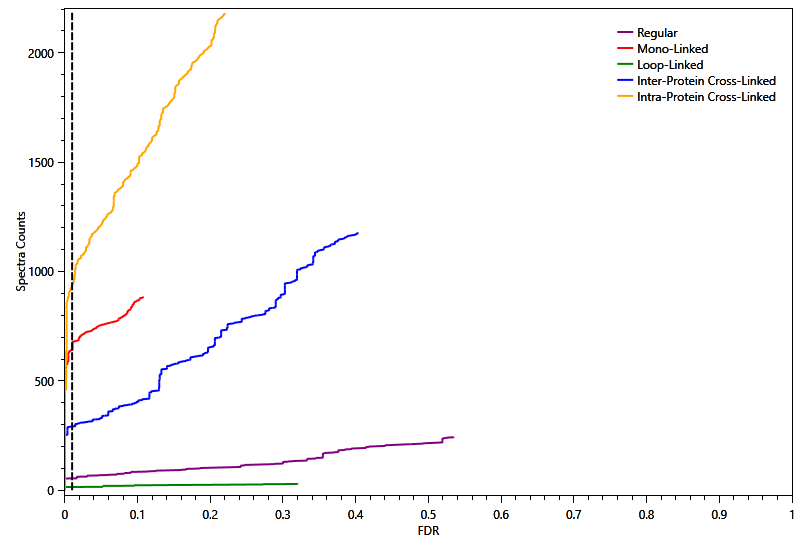 Regular
Mono-Linked
Loop-Linked
Inter-Protein Cross-Linked
Intra-Protein Cross-Linked
Spectra Counts
2000
1500
1000
500
0
0 0.1 0.2 0.3 0.4 0.5 0.6 0.7 0.8 0.9 1
FDR